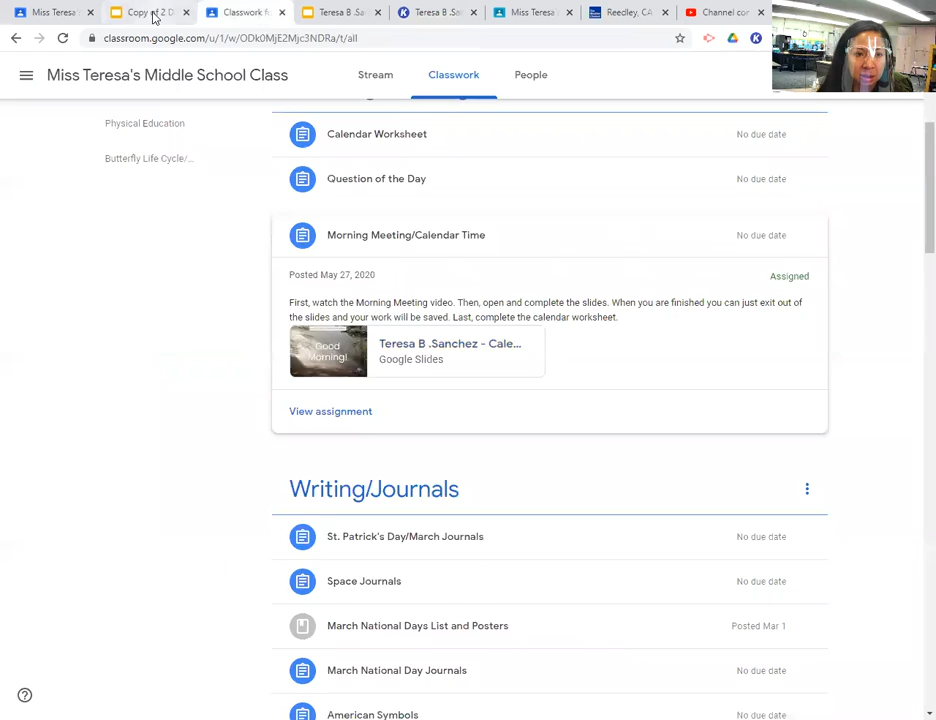 Miss Teresa'
Copy of 2 D
Classwork fo
Teresa B .Sa
Teresa B .Sa
Miss Teresa'
Reedley, CA
Channel con
classroom.google.com/u/1/w/ODk0MjE2Mjc3NDRa/t/all
Miss Teresa's Middle School Class
Stream
Classwork
People
Physical Education
Butterfly Life Cycle/...
Calendar Worksheet
No due date
Question of the Day
No due date
Morning Meeting/Calendar Time
No due date
Posted May 27, 2020
Assigned
First, watch the Morning Meeting video. Then, open and complete the slides. When you are finished you can just exit out of
the slides and your work will be saved. Last, complete the calendar worksheet.
Good
Morning!
Teresa B .Sanchez - Cale...
Google Slides
View assignment
Writing/Journals
St. Patrick's Day/March Journals
No due date
Space Journals
No due date
March National Days List and Posters
Posted Mar 1
March National Day Journals
No due date
American Symbols
No due date